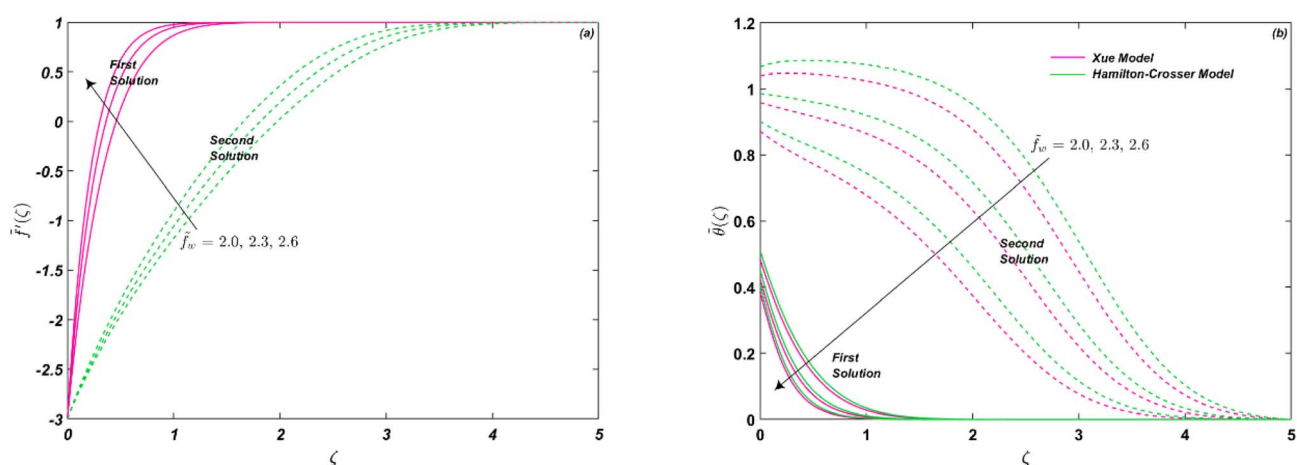 (a)
1
0.5
0
-0.5
-1
-1.5
-2
-2.5
-3
First
Solution
Second
Solution
f̃_w = 2.0, 2.3, 2.6
f̃'(ζ)
0 1 2 3 4 5
ζ
(b)
1.2
1
0.8
0.6
0.4
0.2
0
Xue Model
Hamilton-Crosser Model
f̃_w = 2.0, 2.3, 2.6
Second
Solution
First
Solution
θ̃(ζ)
0 1 2 3 4 5
ζ